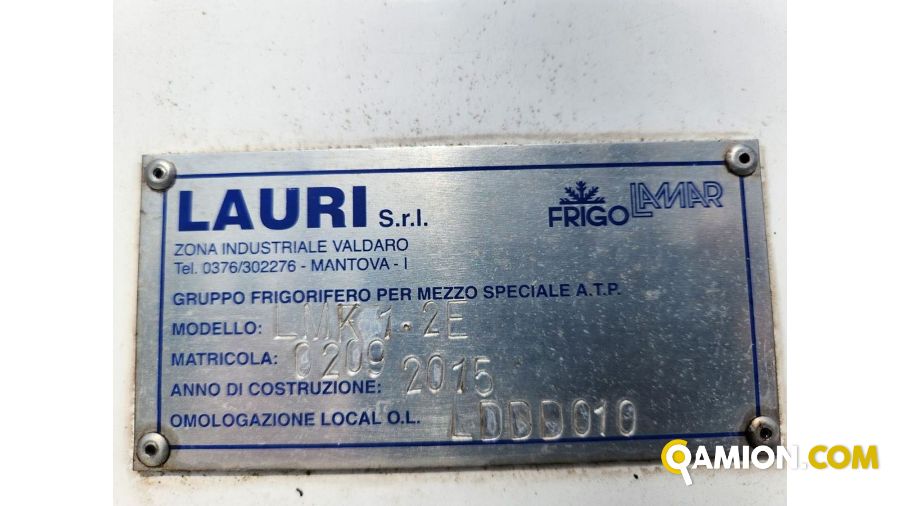 LAURI S.r.l.
FRIGO LAMAR
ZONA INDUSTRIALE VALDARO
Tel. 0376/302276 - MANTOVA - I
GRUPPO FRIGORIFERO PER MEZZO SPECIALE A.T.P.
MODELLO: LMK 1.2E
MATRICOLA: 0209
ANNO DI COSTRUZIONE: 2015
OMOLOGAZIONE LOCAL O.L. LDDDO10
QAMION.COM